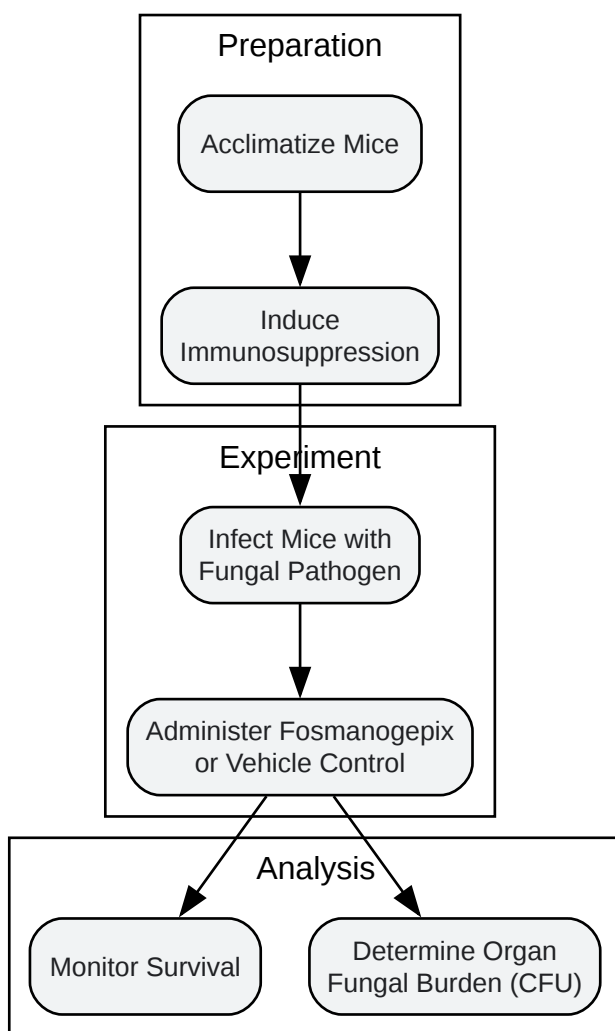 Preparation
Acclimatize Mice
Induce
Immunosuppression
Experiment
Infect Mice with
Fungal Pathogen
Administer Fosmanogepix
or Vehicle Control
Analysis
Monitor Survival
Determine Organ
Fungal Burden (CFU)